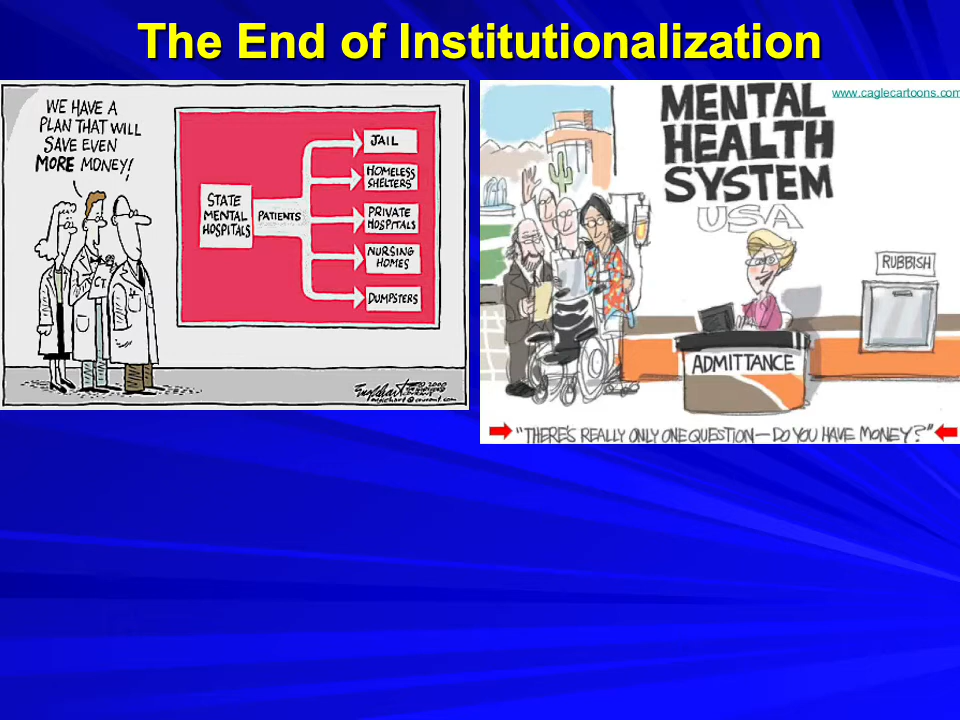 The End of Institutionalization
WE HAVE A
PLAN THAT WILL
SAVE EVEN
MORE MONEY!
STATE
MENTAL
HOSPITALS
PATIENTS
JAIL
HOMELESS
SHELTERS
PRIVATE
HOSPITALS
NURSING
HOMES
DUMPSTERS
2000
www.caglecartoons.com
MENTAL
HEALTH
SYSTEM
USA
RUBBISH
ADMITTANCE
"THERE'S REALLY ONLY ONE QUESTION—DO YOU HAVE MONEY?"